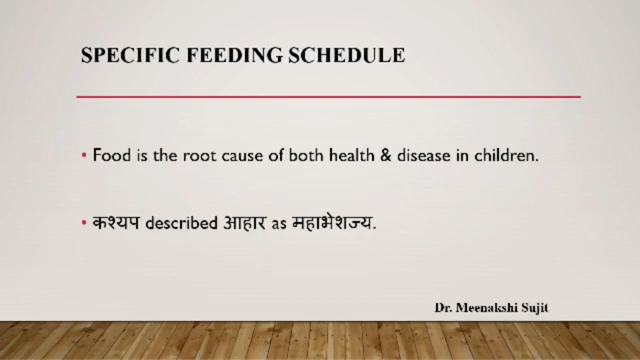 SPECIFIC FEEDING SCHEDULE
• Food is the root cause of both health & disease in children.
• कश्यप described आहार as महाभेशज्य.
Dr. Meenakshi Sujit